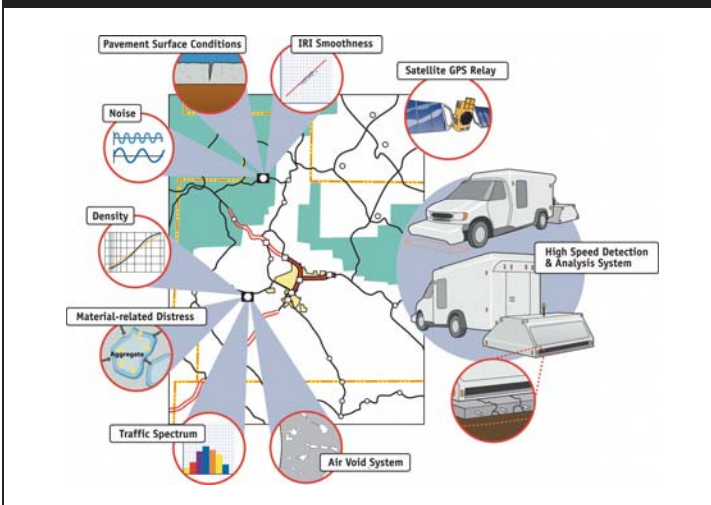 Pavement Surface Conditions
IRI Smoothness
Satellite GPS Relay
Noise
Density
High Speed Detection
& Analysis System
Material-related Distress
Aggregate
Traffic Spectrum
Air Void System